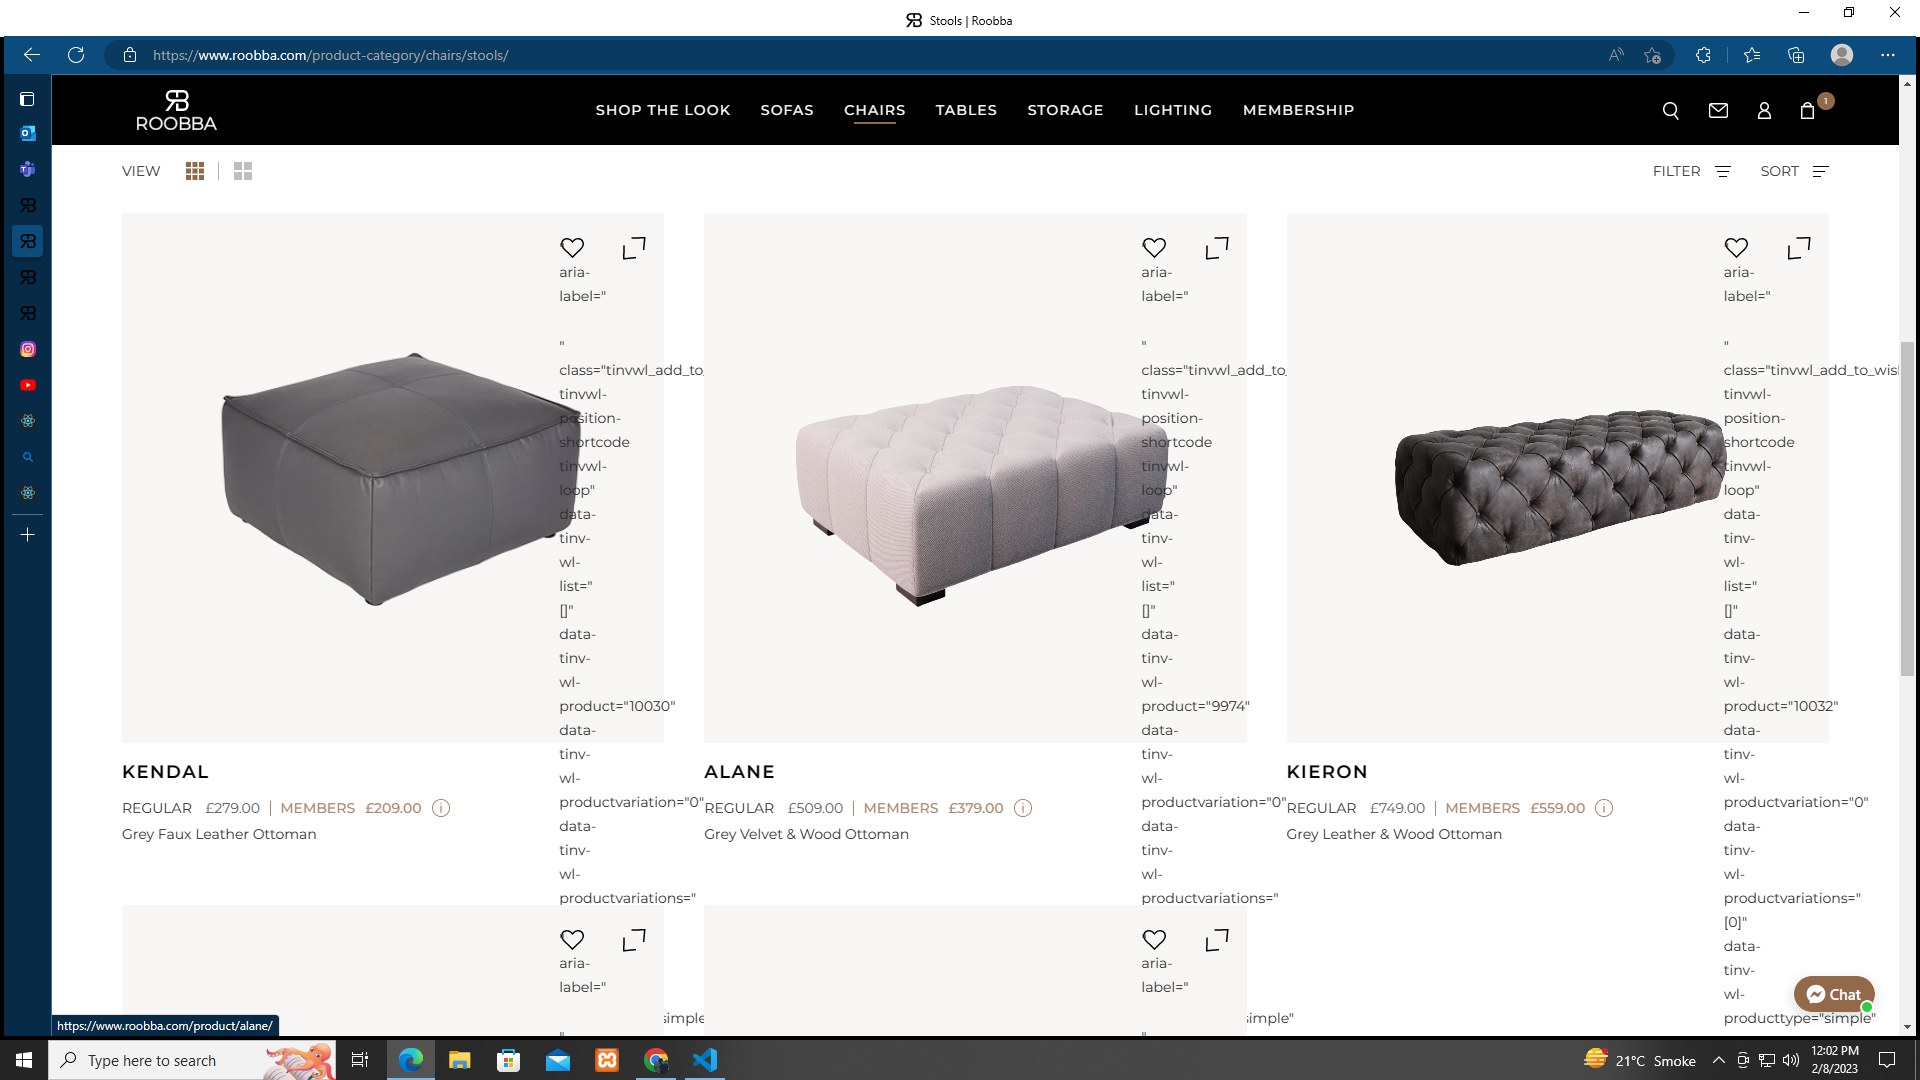 Stools | Roobba
https://www.roobba.com/product-category/chairs/stools/
ROOBBA
SHOP THE LOOK SOFAS CHAIRS TABLES STORAGE LIGHTING MEMBERSHIP
1
VIEW
FILTER SORT
aria-
label="
"
class="tinvwl_add_to_
tinvwl-
position-
shortcode
tinvwl-
loop"
data-
tinv-
wl-
list="
[]"
data-
tinv-
wl-
product="10030"
data-
tinv-
wl-
productvariation="0"
data-
tinv-
wl-
productvariations="
KENDAL
REGULAR £279.00 | MEMBERS £209.00
Grey Faux Leather Ottoman
aria-
label="
"
class="tinvwl_add_to_
tinvwl-
position-
shortcode
tinvwl-
loop"
data-
tinv-
wl-
list="
[]"
data-
tinv-
wl-
product="9974"
data-
tinv-
wl-
productvariation="0"
data-
tinv-
wl-
productvariations="
ALANE
REGULAR £509.00 | MEMBERS £379.00
Grey Velvet & Wood Ottoman
aria-
label="
"
class="tinvwl_add_to_wis
tinvwl-
position-
shortcode
tinvwl-
loop"
data-
tinv-
wl-
list="
[]"
data-
tinv-
wl-
product="10032"
data-
tinv-
wl-
productvariation="0"
data-
tinv-
wl-
productvariations="
[0]"
data-
tinv-
wl-
producttype="simple"
KIERON
REGULAR £749.00 | MEMBERS £559.00
Grey Leather & Wood Ottoman
aria-
label="
simple"
"
aria-
label="
simple"
"
Chat
https://www.roobba.com/product/alane/
Type here to search
21°C Smoke
12:02 PM
2/8/2023